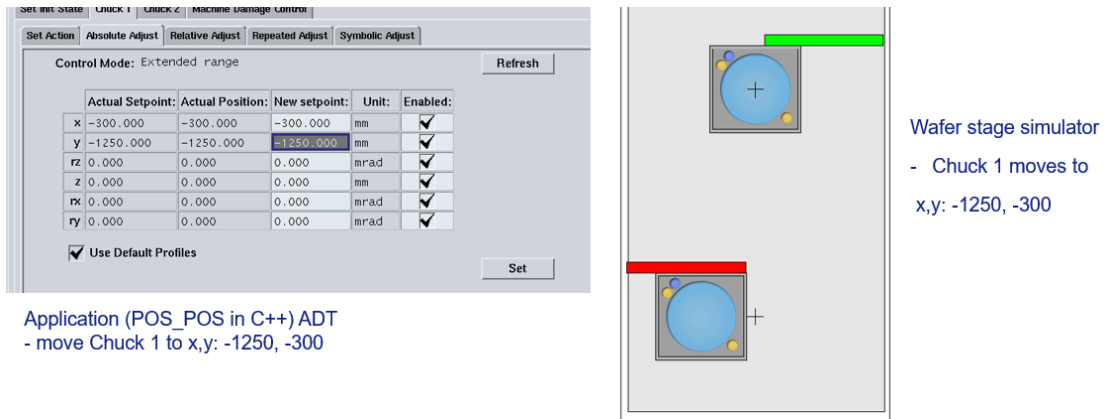 Set Init State Chuck 1 Chuck 2 Machine Damage Control
Set Action Absolute Adjust Relative Adjust Repeated Adjust Symbolic Adjust
Control Mode: Extended range Refresh
Actual Setpoint: Actual Position: New setpoint: Unit: Enabled:
x -300.000 -300.000 -300.000 mm
y -1250.000 -1250.000 -1250.000 mm
rz 0.000 0.000 0.000 mrad
z 0.000 0.000 0.000 mm
rx 0.000 0.000 0.000 mrad
ry 0.000 0.000 0.000 mrad
Use Default Profiles
Set
Application (POS_POS in C++) ADT
- move Chuck 1 to x,y: -1250, -300
Wafer stage simulator
- Chuck 1 moves to
x,y: -1250, -300